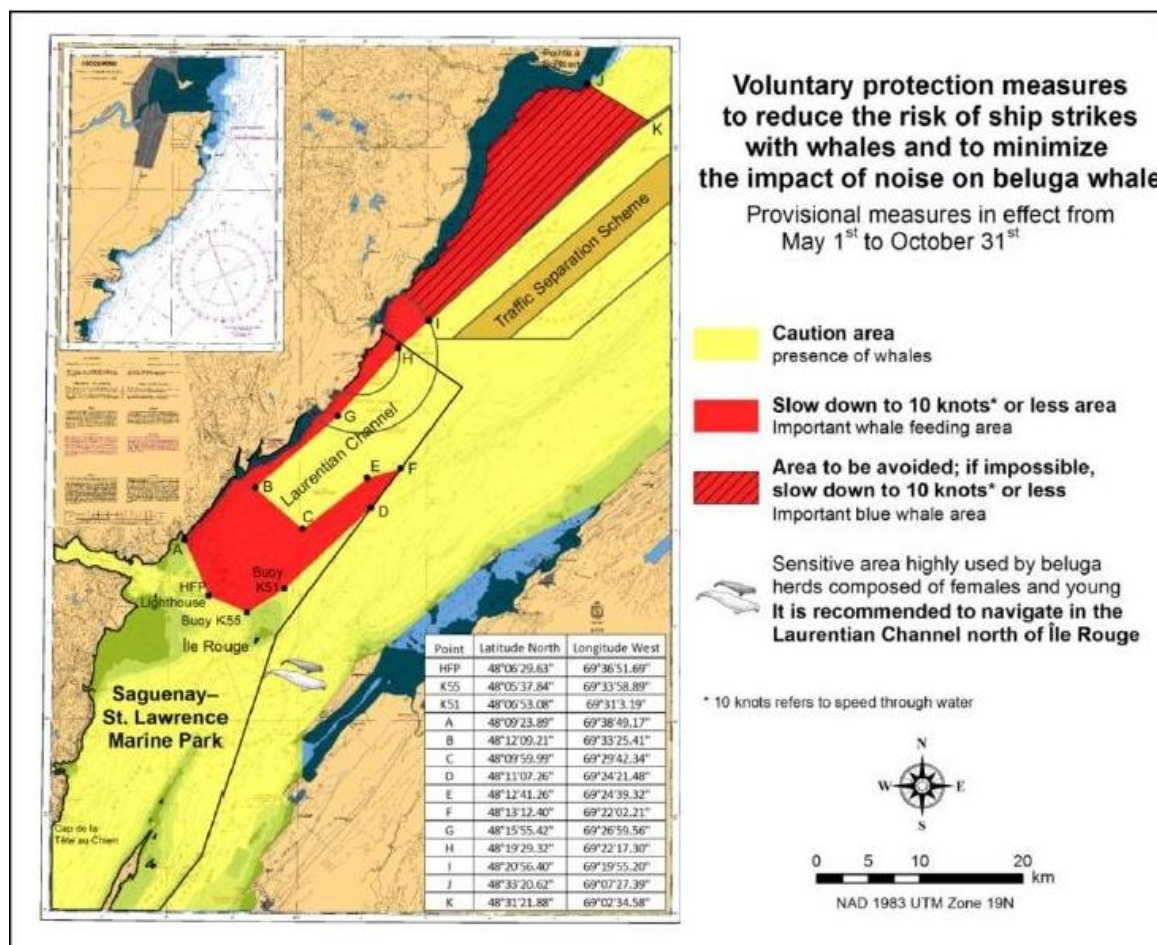 Voluntary protection measures
to reduce the risk of ship strikes
with whales and to minimize
the impact of noise on beluga whale
Provisional measures in effect from
May 1st to October 31st
Caution area
presence of whales
Slow down to 10 knots* or less area
Important whale feeding area
Area to be avoided; if impossible,
slow down to 10 knots* or less
Important blue whale area
Sensitive area highly used by beluga
herds composed of females and young
It is recommended to navigate in the
Laurentian Channel north of Île Rouge
* 10 knots refers to speed through water
N
W E
S
0 5 10 20
km
NAD 1983 UTM Zone 19N
Pointe à
J
K
Traffic Separation Scheme
I
H
G
Laurentian Channel
F
E
B
D
C
A
Buoy
K51
HFP
Lighthouse
Buoy K55
Île Rouge
Saguenay–
St. Lawrence
Marine Park
Cap de la
Tête au Chien
Point Latitude North Longitude West
HFP 48°06'29.63" 69°36'51.69"
K55 48°05'37.84" 69°33'58.89"
K51 48°06'53.08" 69°31'3.19"
A 48°09'23.89" 69°38'49.17"
B 48°12'09.21" 69°33'25.41"
C 48°09'59.99" 69°29'42.34"
D 48°11'07.26" 69°24'21.48"
E 48°12'41.26" 69°24'39.32"
F 48°13'12.40" 69°22'02.21"
G 48°15'55.42" 69°26'59.56"
H 48°19'29.32" 69°22'17.30"
I 48°20'56.40" 69°19'55.20"
J 48°33'20.62" 69°07'27.39"
K 48°31'21.88" 69°02'34.58"